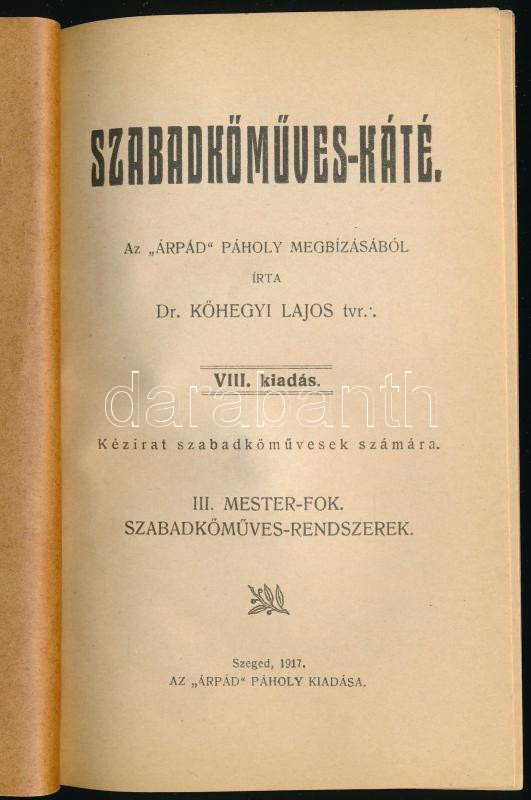 SZABADKŐMŰVES-KÁTÉ.
Az „ÁRPÁD“ PÁHOLY MEGBÍZÁSÁBÓL
ÍRTA
Dr. KŐHEGYI LAJOS tvr∴.
VIII. kiadás.
darabanth
Kézirat szabadkőművesek számára.
III. MESTER-FOK.
SZABADKŐMŰVES-RENDSZEREK.
Szeged, 1917.
AZ „ÁRPÁD“ PÁHOLY KIADÁSA.